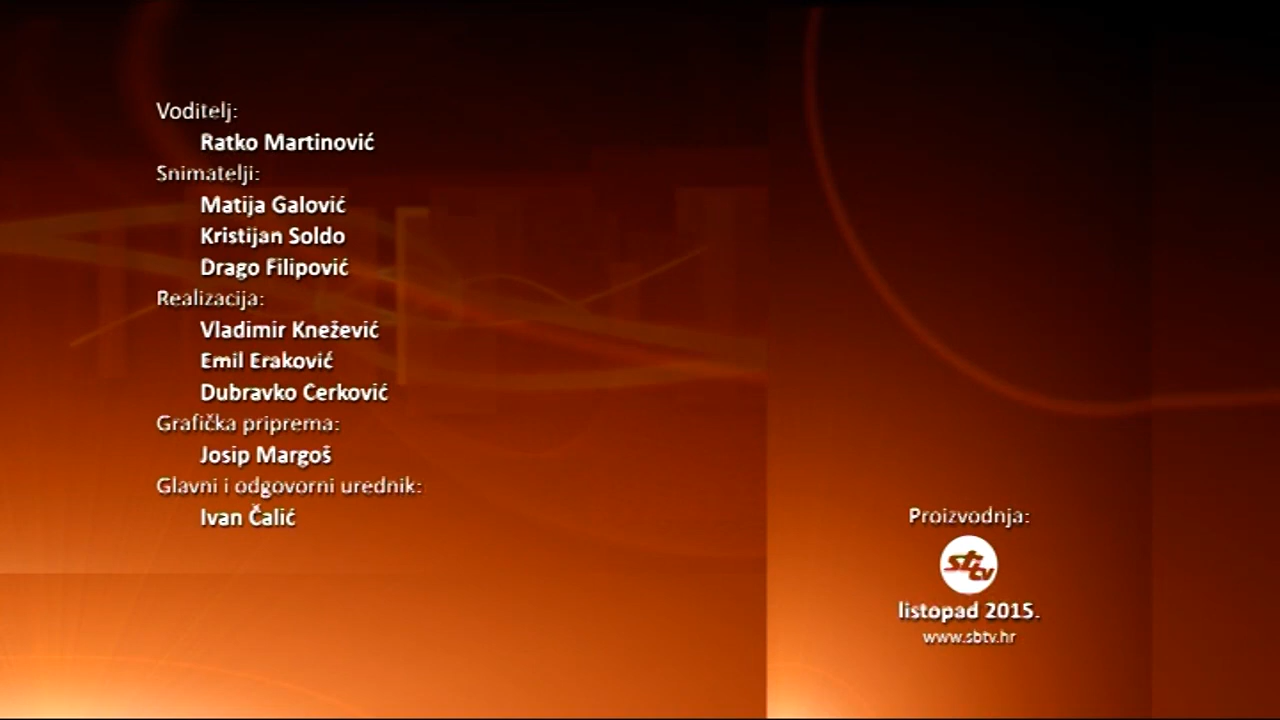 Voditelj:
Ratko Martinović
Snimatelji:
Matija Galović
Kristijan Soldo
Drago Filipović
Realizacija:
Vladimir Knežević
Emil Eraković
Dubravko Cerković
Grafička priprema:
Josip Margoš
Glavni i odgovorni urednik:
Ivan Čalić
Proizvodnja:
sbtv
listopad 2015.
www.sbtv.hr